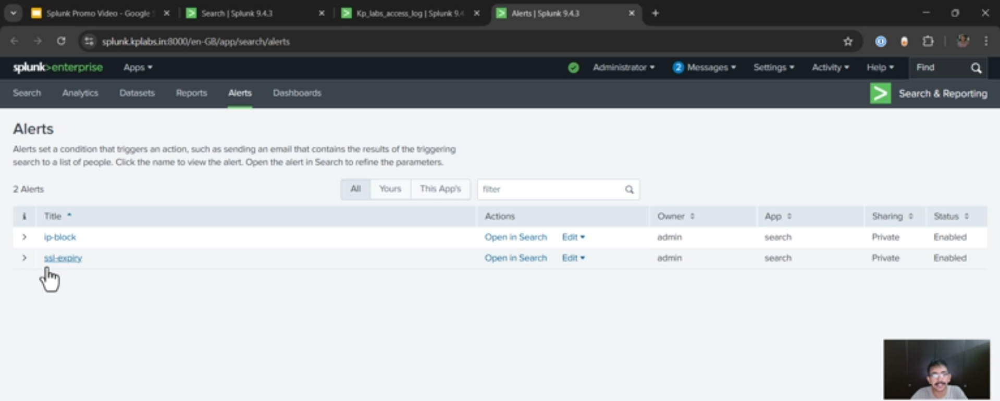 Splunk Promo Video - Google
Search | Splunk 9.4.3
Kp_labs_access_log | Splunk 9.4
Alerts | Splunk 9.4.3
splunk.kplabs.in:8000/en-GB/app/search/alerts
splunk>enterprise Apps Administrator 2 Messages Settings Activity Help Find
Search Analytics Datasets Reports Alerts Dashboards > Search & Reporting
Alerts
Alerts set a condition that triggers an action, such as sending an email that contains the results of the triggering
search to a list of people. Click the name to view the alert. Open the alert in Search to refine the parameters.
2 Alerts All Yours This App's filter
i Title Actions Owner App Sharing Status
> ip-block Open in Search Edit admin search Private Enabled
> ssl-expiry Open in Search Edit admin search Private Enabled